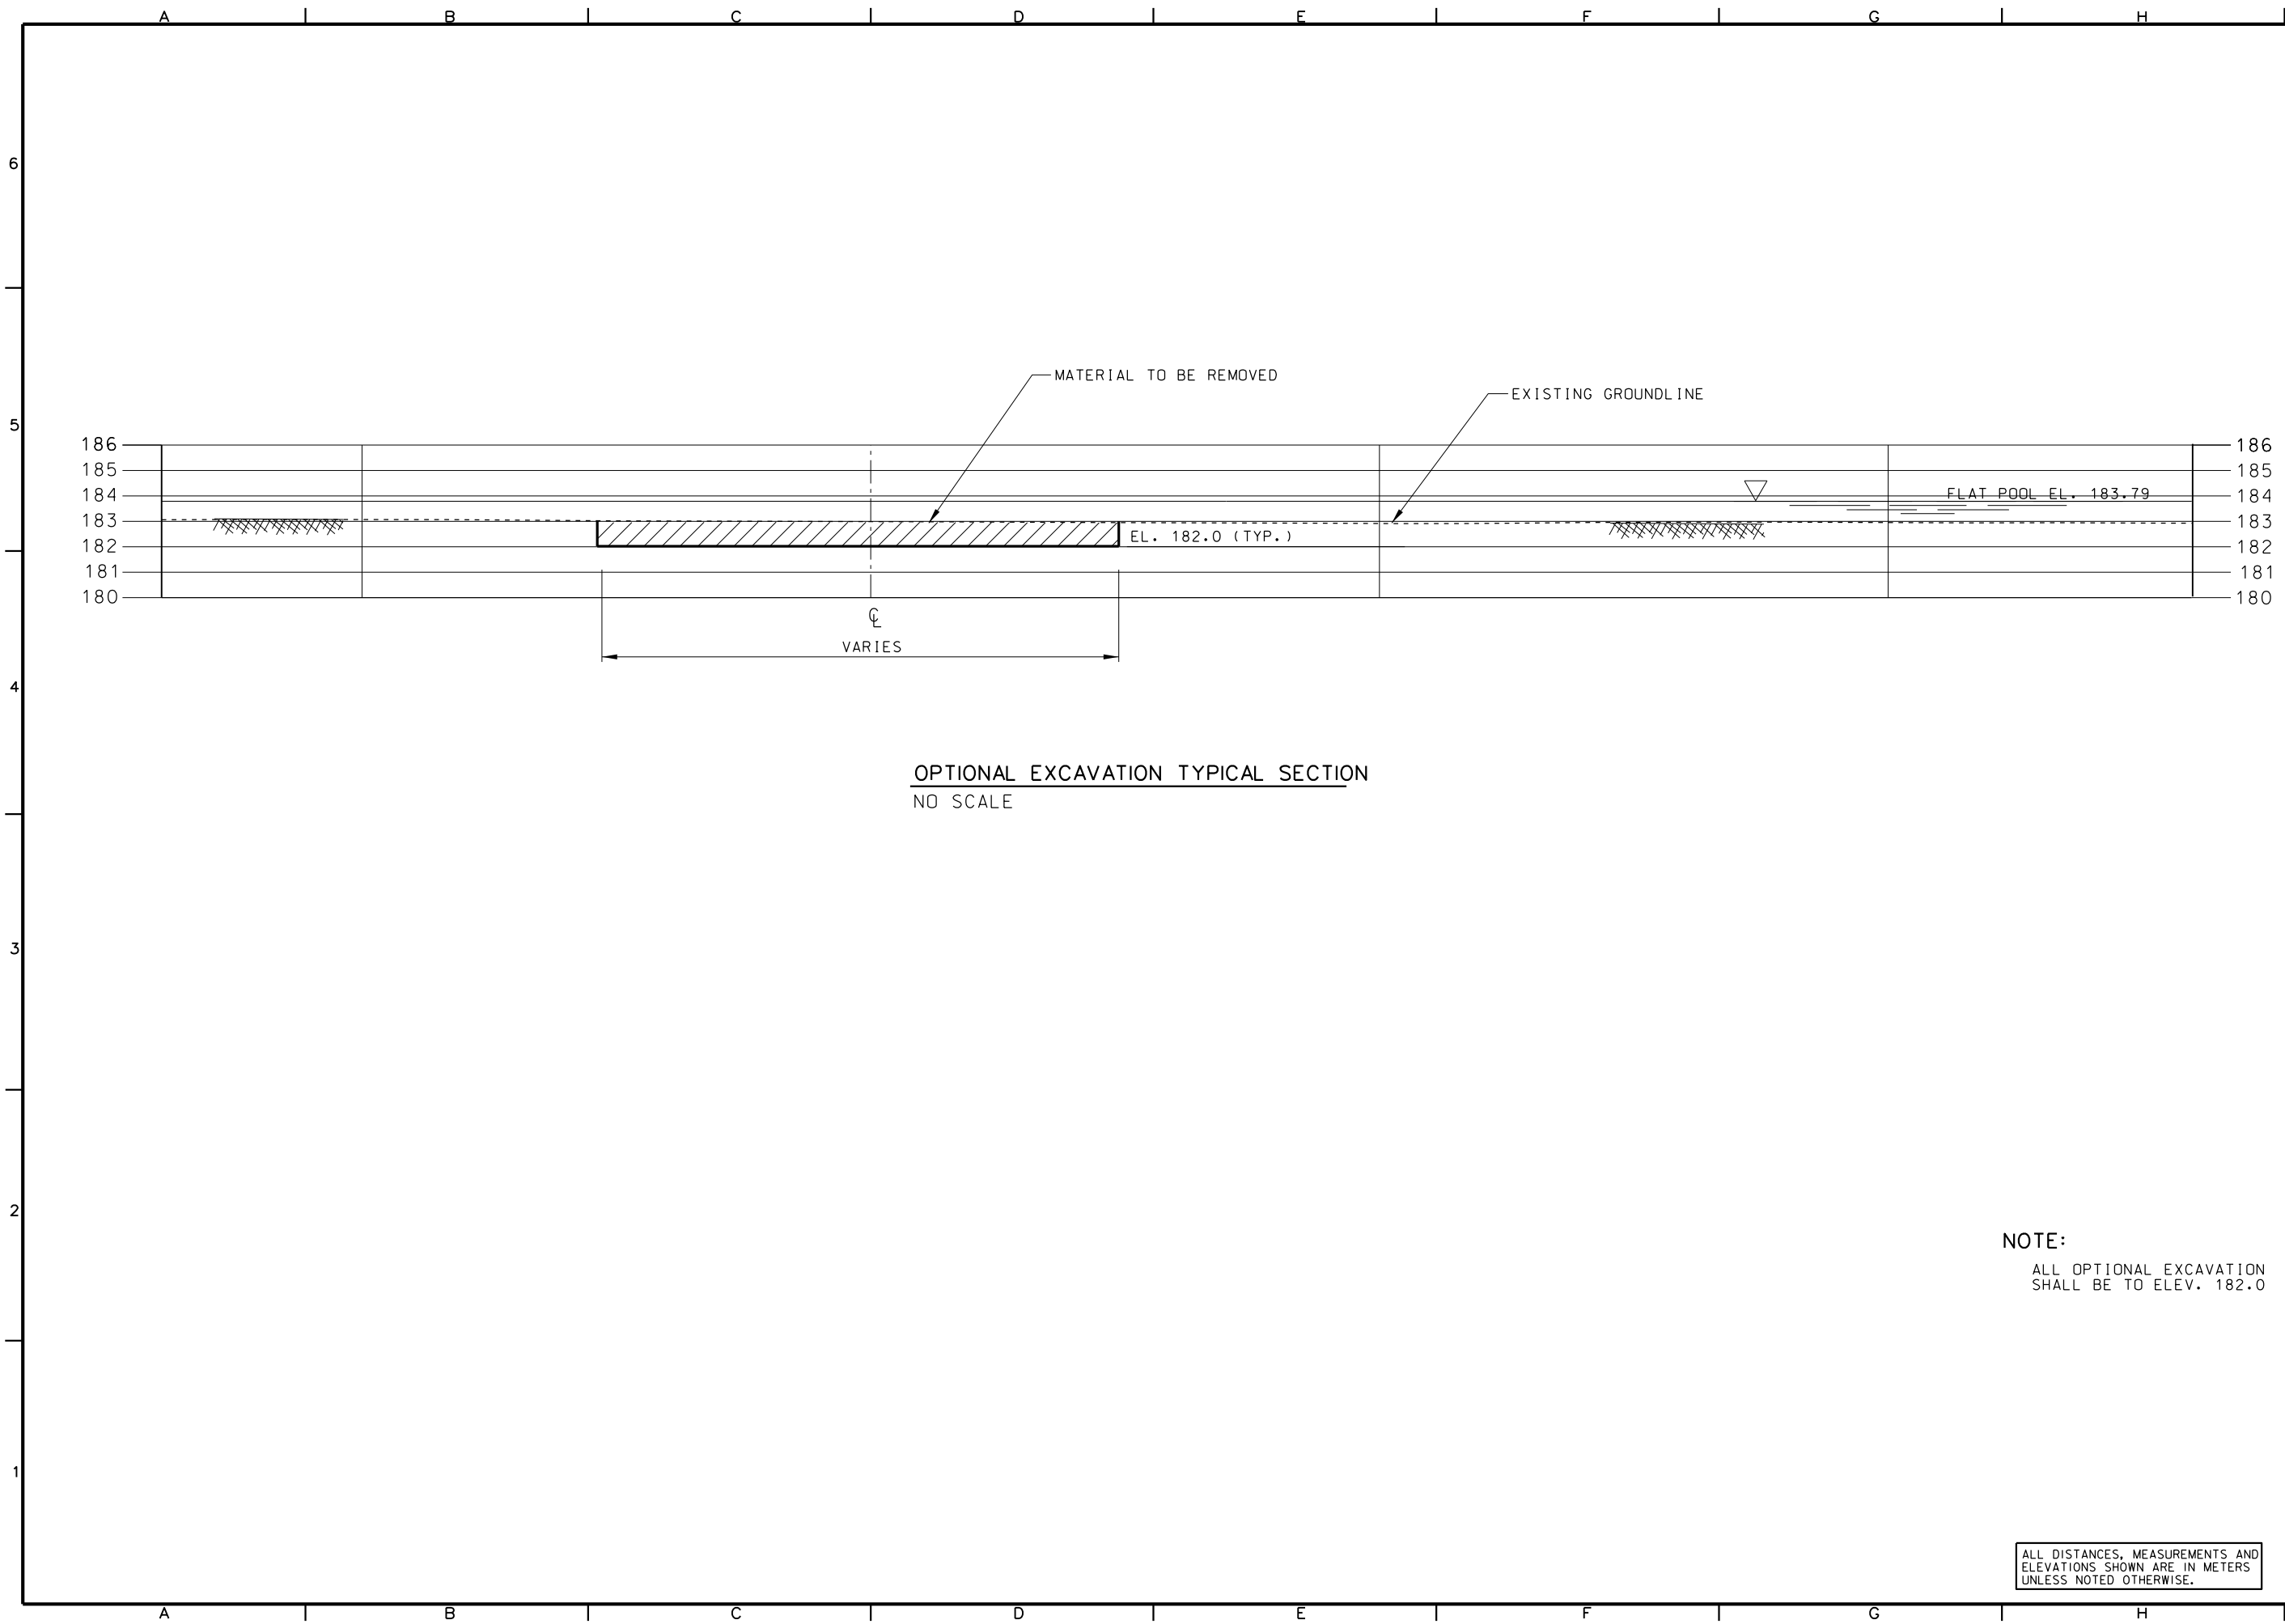 A B C D E F G H
6
MATERIAL TO BE REMOVED
EXISTING GROUNDLINE
5
186 186
185 185
184 FLAT POOL EL. 183.79 184
183 183
182 EL. 182.0 (TYP.) 182
181 181
180 180
℄
VARIES
4
OPTIONAL EXCAVATION TYPICAL SECTION
NO SCALE
3
2
NOTE:
ALL OPTIONAL EXCAVATION
SHALL BE TO ELEV. 182.0
1
ALL DISTANCES, MEASUREMENTS AND
ELEVATIONS SHOWN ARE IN METERS
UNLESS NOTED OTHERWISE.
A B C D E F G H